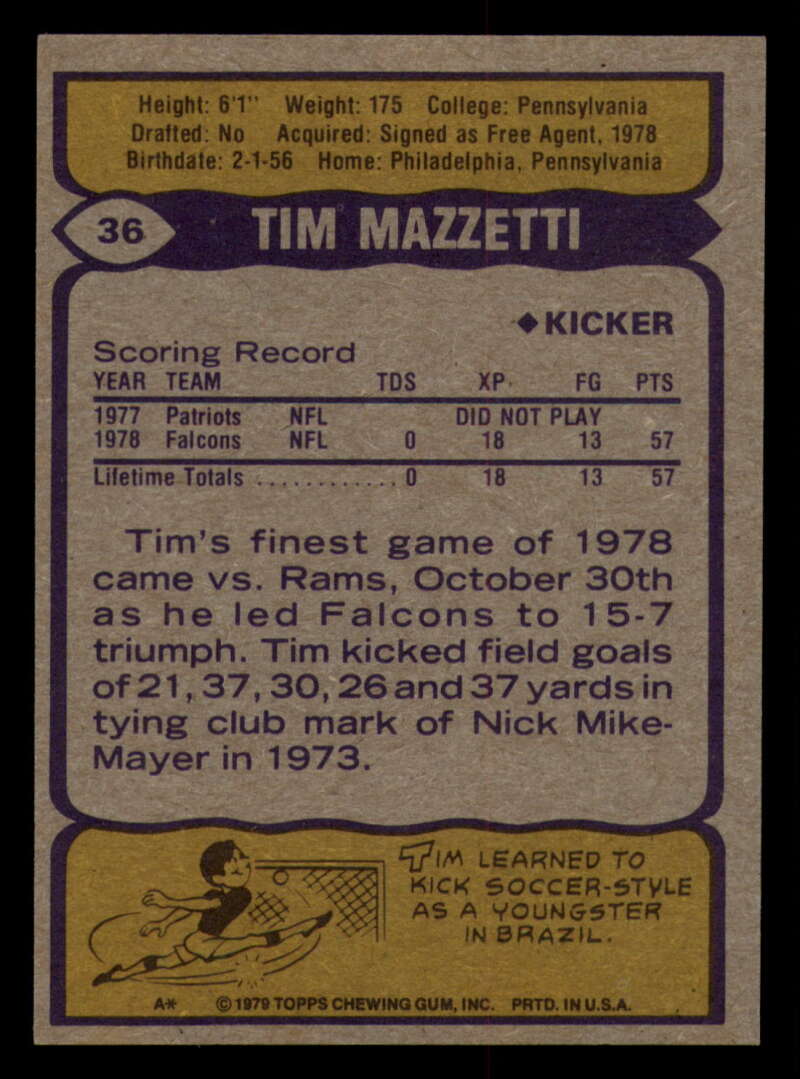 Height: 6'1" Weight: 175 College: Pennsylvania
Drafted: No Acquired: Signed as Free Agent, 1978
Birthdate: 2-1-56 Home: Philadelphia, Pennsylvania
36 TIM MAZZETTI
◆KICKER
Scoring Record
YEAR TEAM TDS XP FG PTS
1977 Patriots NFL DID NOT PLAY
1978 Falcons NFL 0 18 13 57
Lifetime Totals ............ 0 18 13 57
Tim's finest game of 1978
came vs. Rams, October 30th
as he led Falcons to 15-7
triumph. Tim kicked field goals
of 21, 37, 30, 26 and 37 yards in
tying club mark of Nick Mike-
Mayer in 1973.
TIM LEARNED TO
KICK SOCCER-STYLE
AS A YOUNGSTER
IN BRAZIL.
A* © 1979 TOPPS CHEWING GUM, INC. PRTD. IN U.S.A.